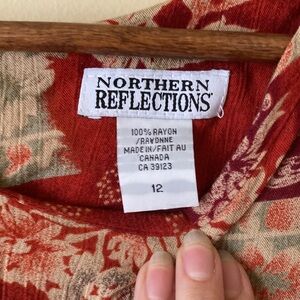 NORTHERN
REFLECTIONS
100% RAYON
/RAYONNE
MADE IN/FAIT AU
CANADA
CA 39123
12